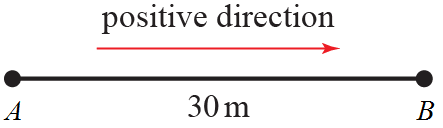 positive direction
A 30 m B